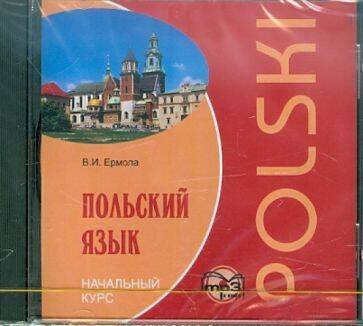 В.И. Ермола
ПОЛЬСКИЙ
ЯЗЫК
НАЧАЛЬНЫЙ
КУРС
POLSKI
mp3